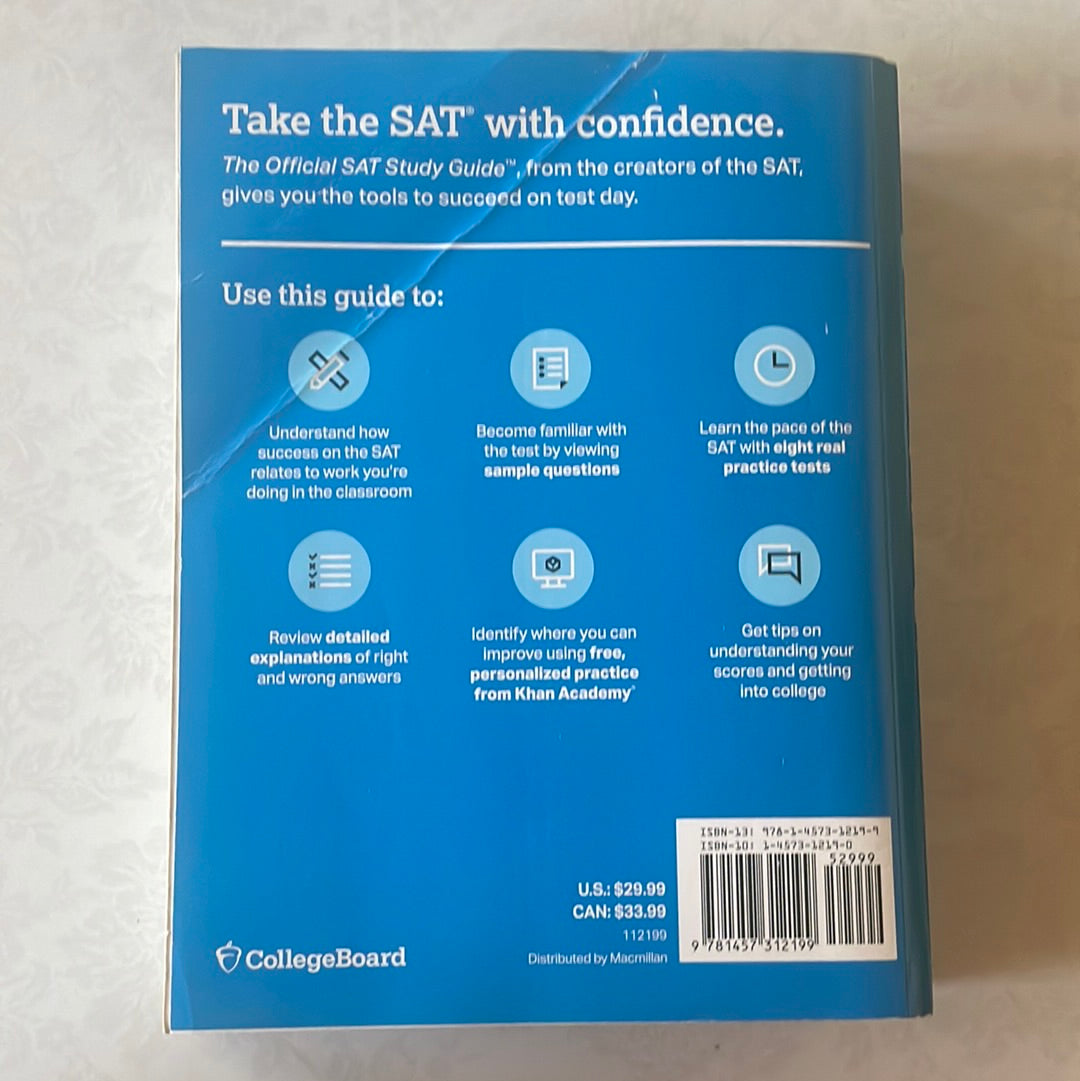 Take the SAT® with confidence.
The Official SAT Study Guide™, from the creators of the SAT,
gives you the tools to succeed on test day.
Use this guide to:
Understand how
success on the SAT
relates to work you're
doing in the classroom
Become familiar with
the test by viewing
sample questions
Learn the pace of the
SAT with eight real
practice tests
Review detailed
explanations of right
and wrong answers
Identify where you can
improve using free,
personalized practice
from Khan Academy®
Get tips on
understanding your
scores and getting
into college
ISBN-13: 978-1-4573-1219-9
ISBN-10: 1-4573-1219-0
52999
9 781457 312199
U.S.: $29.99
CAN: $33.99
112199
Distributed by Macmillan
CollegeBoard